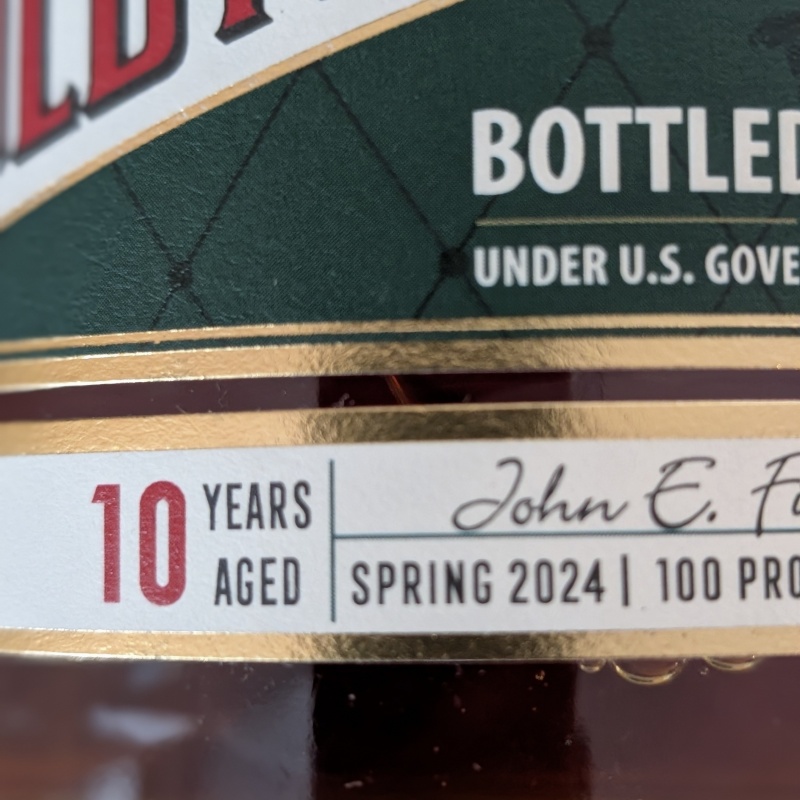 BOTTLED
UNDER U.S. GOVE
10 YEARS
AGED
John E. F
SPRING 2024 | 100 PRO